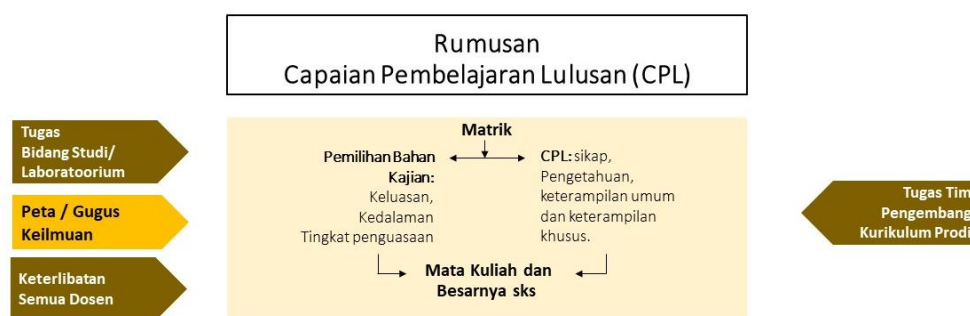 Rumusan
Capaian Pembelajaran Lulusan (CPL)
Tugas
Bidang Studi/
Laboratoorium
Peta / Gugus
Keilmuan
Keterlibatan
Semua Dosen
Matrik
Pemilihan Bahan
Kajian:
Keluasan,
Kedalaman
Tingkat penguasaan
CPL: sikap,
Pengetahuan,
keterampilan umum
dan keterampilan
khusus.
Mata Kuliah dan
Besarnya sks
Tugas Tim
Pengembang
Kurikulum Prodi